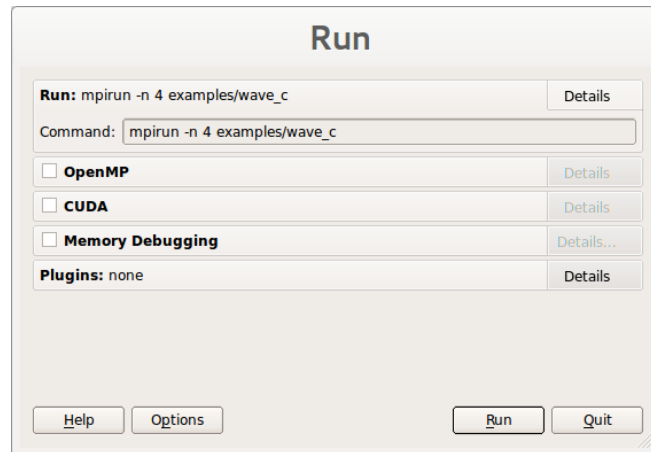 Run
Run: mpirun -n 4 examples/wave_c Details
Command: mpirun -n 4 examples/wave_c
OpenMP Details
CUDA Details
Memory Debugging Details...
Plugins: none Details
Help Options Run Quit